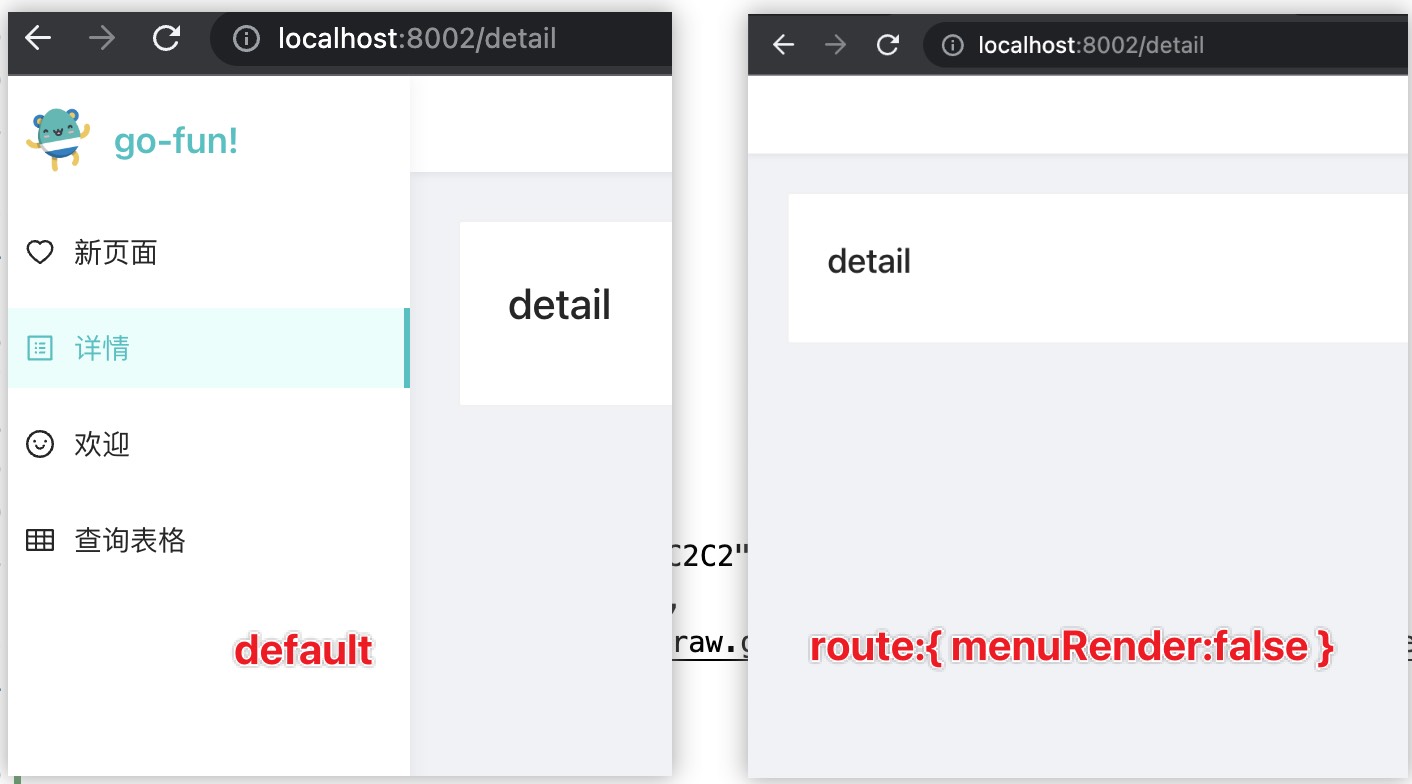 localhost:8002/detail
go-fun!
新页面
detail
详情
欢迎
查询表格
default
localhost:8002/detail
detail
C2C2"
raw.
route:{ menuRender:false }